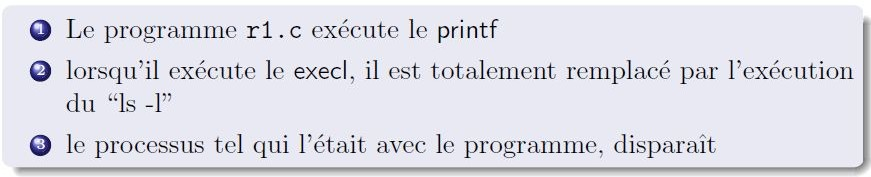 1 Le programme r1.c exécute le printf
2 lorsqu'il exécute le execl, il est totalement remplacé par l'exécution
du “ls -l”
3 le processus tel qui l'était avec le programme, disparaît